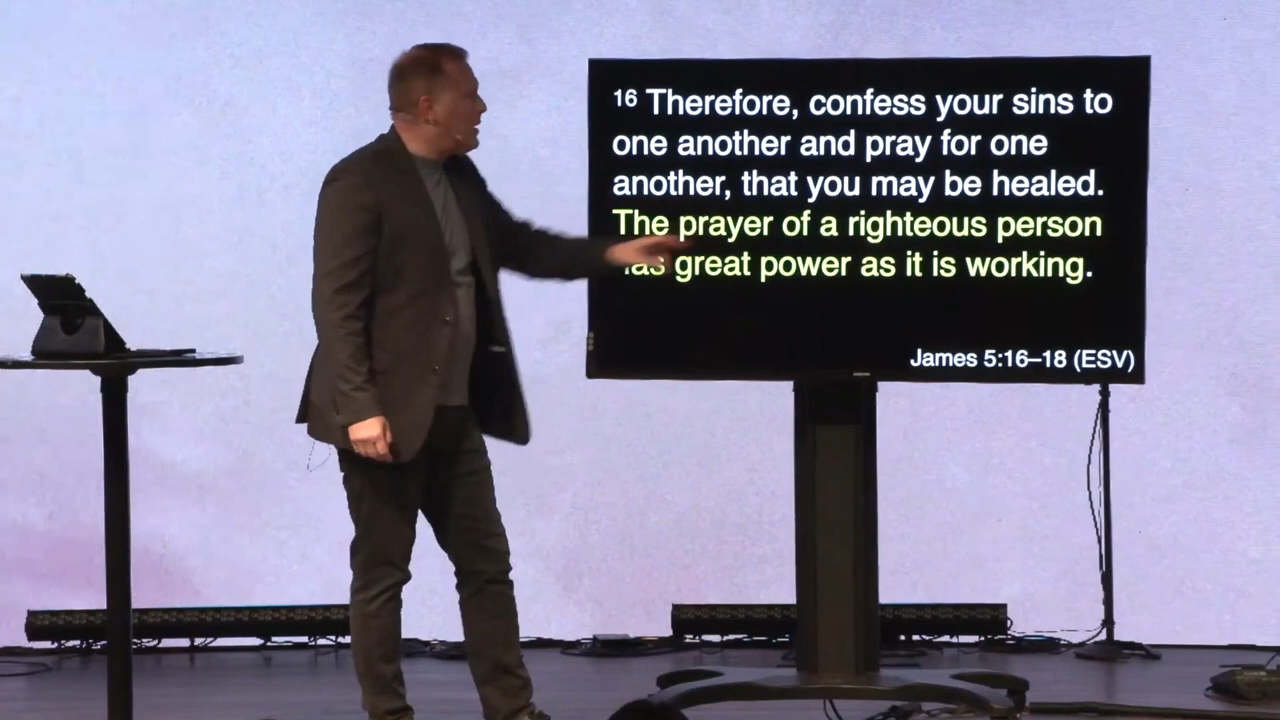 16 Therefore, confess your sins to
one another and pray for one
another, that you may be healed.
The prayer of a righteous person
great power as it is working.
James 5:16–18 (ESV)